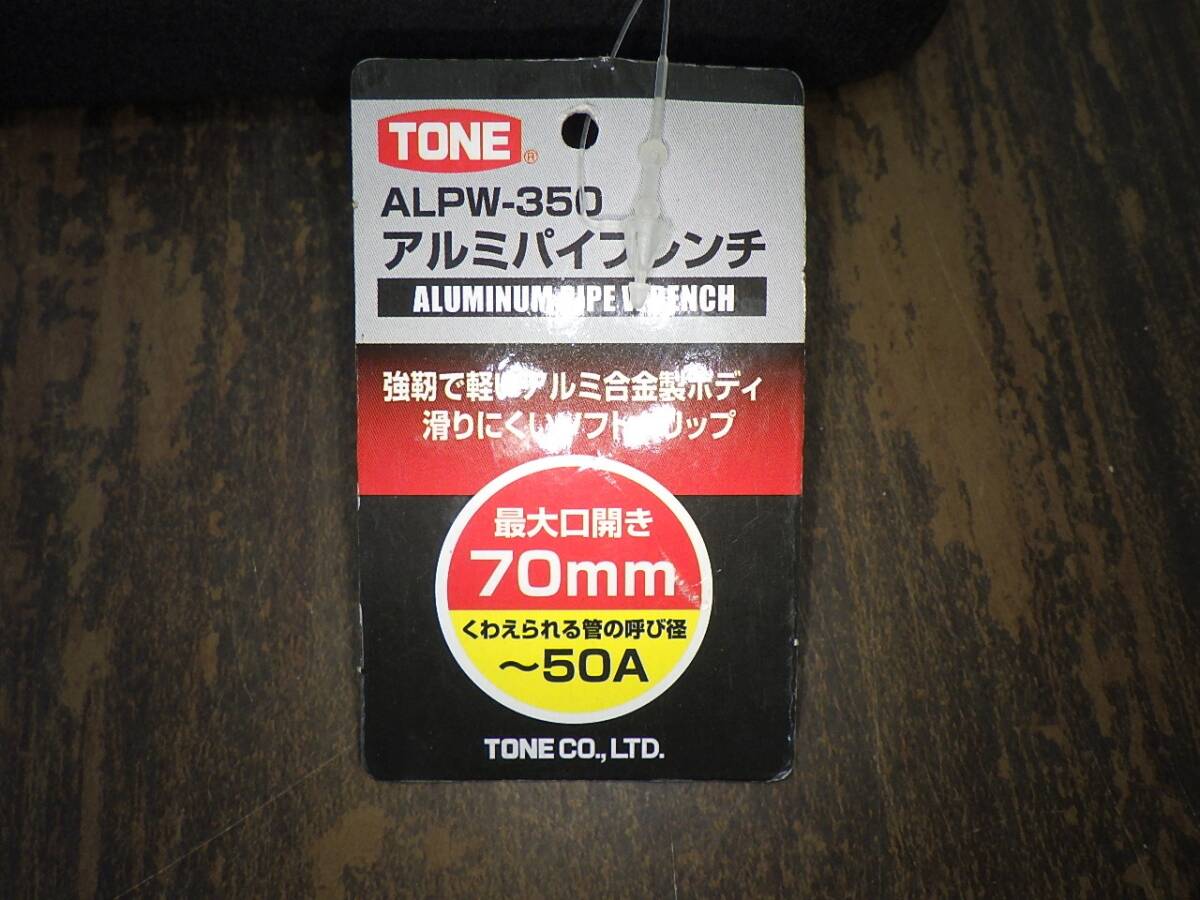 TONE®
ALPW-350
アルミパイプレンチ
ALUMINUM PIPE WRENCH
強靭で軽いアルミ合金製ボディ
滑りにくいソフトグリップ
最大口開き
70mm
くわえられる管の呼び径
～50A
TONE CO., LTD.